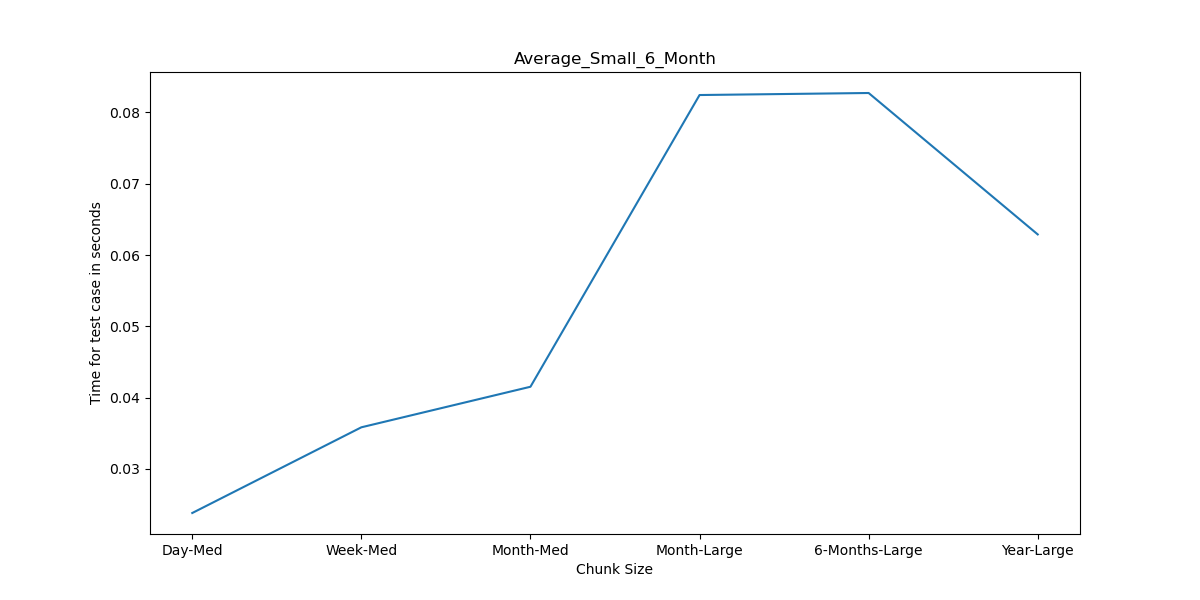 Average_Small_6_Month
Time for test case in seconds
0.08
0.07
0.06
0.05
0.04
0.03
Day-Med Week-Med Month-Med Month-Large 6-Months-Large Year-Large
Chunk Size